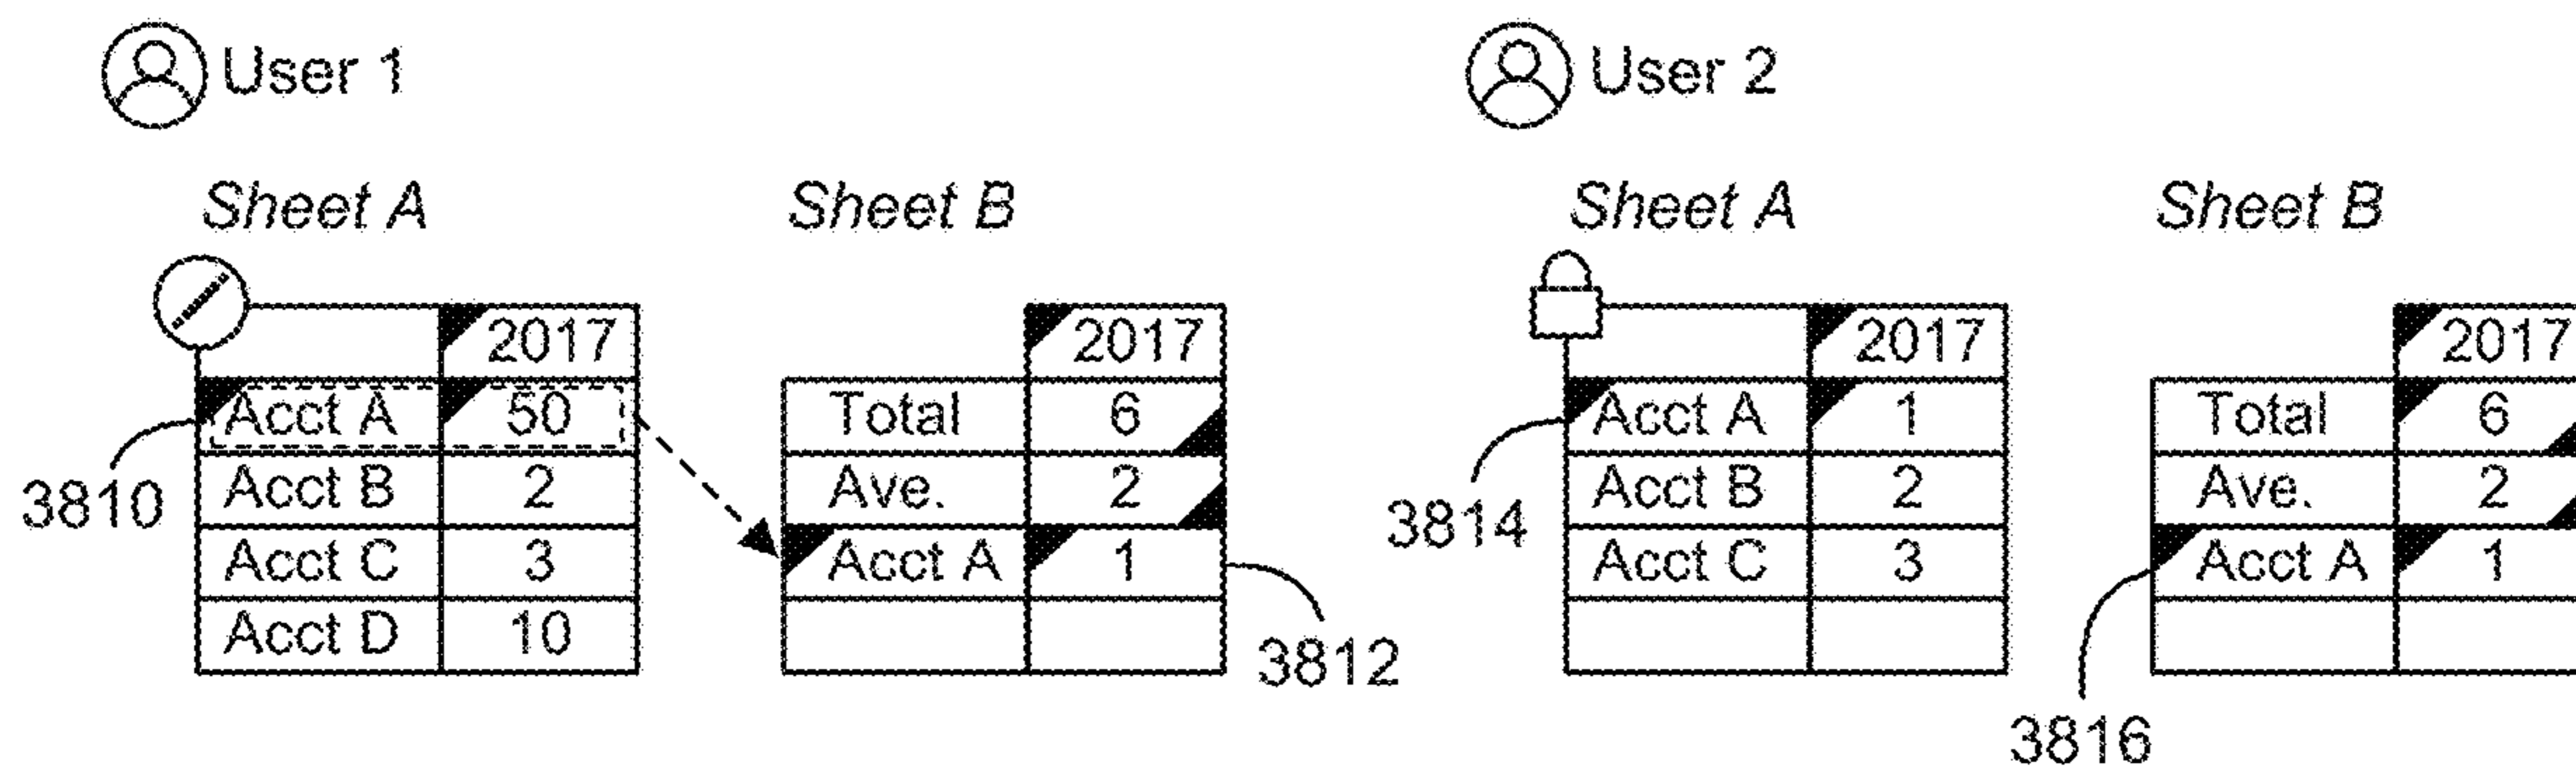 User 1
User 2
Sheet A
Sheet B
Sheet A
Sheet B
2017
Acct A 50
Acct B 2
Acct C 3
Acct D 10
3810
2017
Total 6
Ave. 2
Acct A 1
3812
2017
Acct A 1
Acct B 2
Acct C 3
3814
2017
Total 6
Ave. 2
Acct A 1
3816